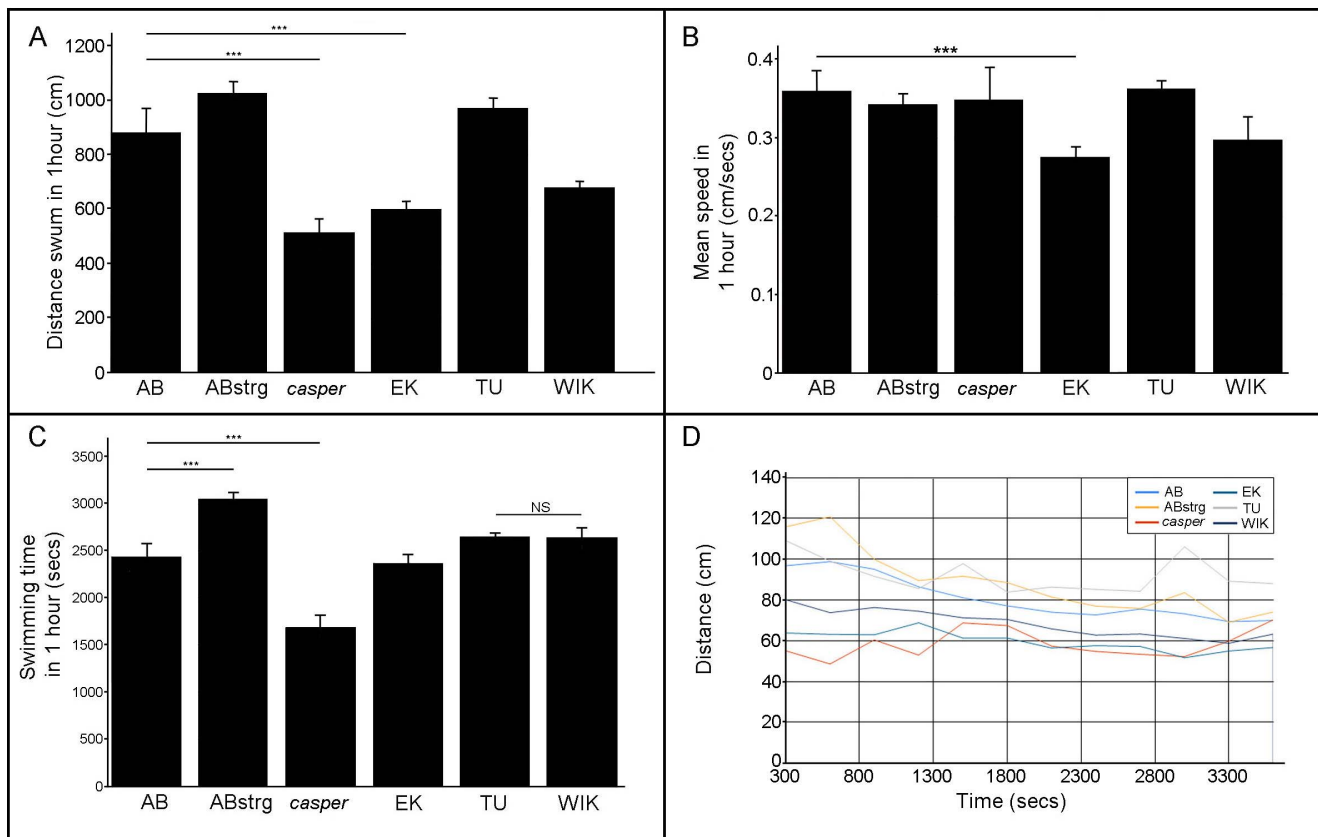 A
***
***
1200
1000
800
600
400
200
0
Distance swum in 1hour (cm)
AB ABstrg casper EK TU WIK
B
***
0.4
0.3
0.2
0.1
0
Mean speed in
1 hour (cm/secs)
AB ABstrg casper EK TU WIK
C
***
***
NS
3500
3000
2500
2000
1500
1000
500
0
Swimming time
in 1 hour (secs)
AB ABstrg casper EK TU WIK
D
140
120
100
80
60
40
20
0
Distance (cm)
AB EK
ABstrg TU
casper WIK
300 800 1300 1800 2300 2800 3300
Time (secs)